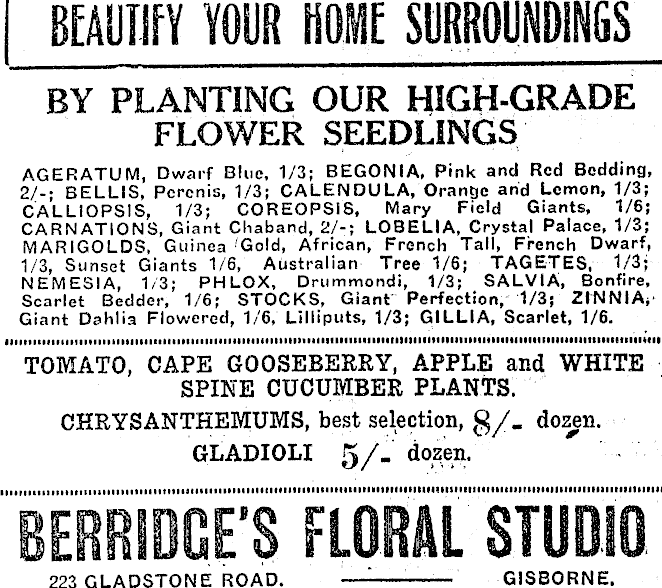 BEAUTIFY YOUR HOME SURROUNDINGS
BY PLANTING OUR HIGH-GRADE
FLOWER SEEDLINGS
AGERATUM, Dwarf Blue, 1/3; BEGONIA, Pink and Red Bedding,
2/-; BELLIS, Perenis, 1/3; CALENDULA, Orange and Lemon, 1/3;
CALLIOPSIS, 1/3; COREOPSIS, Mary Field Giants, 1/6;
CARNATIONS, Giant Chaband, 2/-; LOBELIA, Crystal Palace, 1/3;
MARIGOLDS, Guinea Gold, African, French Tall, French Dwarf,
1/3, Sunset Giants 1/6, Australian Tree 1/6; TAGETES, 1/3;
NEMESIA, 1/3; PHLOX, Drummondi, 1/3; SALVIA, Bonfire,
Scarlet Bedder, 1/6; STOCKS, Giant Perfection, 1/3; ZINNIA,
Giant Dahlia Flowered, 1/6, Lilliputs, 1/3; GILLIA, Scarlet, 1/6.
TOMATO, CAPE GOOSEBERRY, APPLE and WHITE
SPINE CUCUMBER PLANTS.
CHRYSANTHEMUMS, best selection, 8/- dozen.
GLADIOLI 5/- dozen.
BERRIDGE'S FLORAL STUDIO
223 GLADSTONE ROAD. GISBORNE.